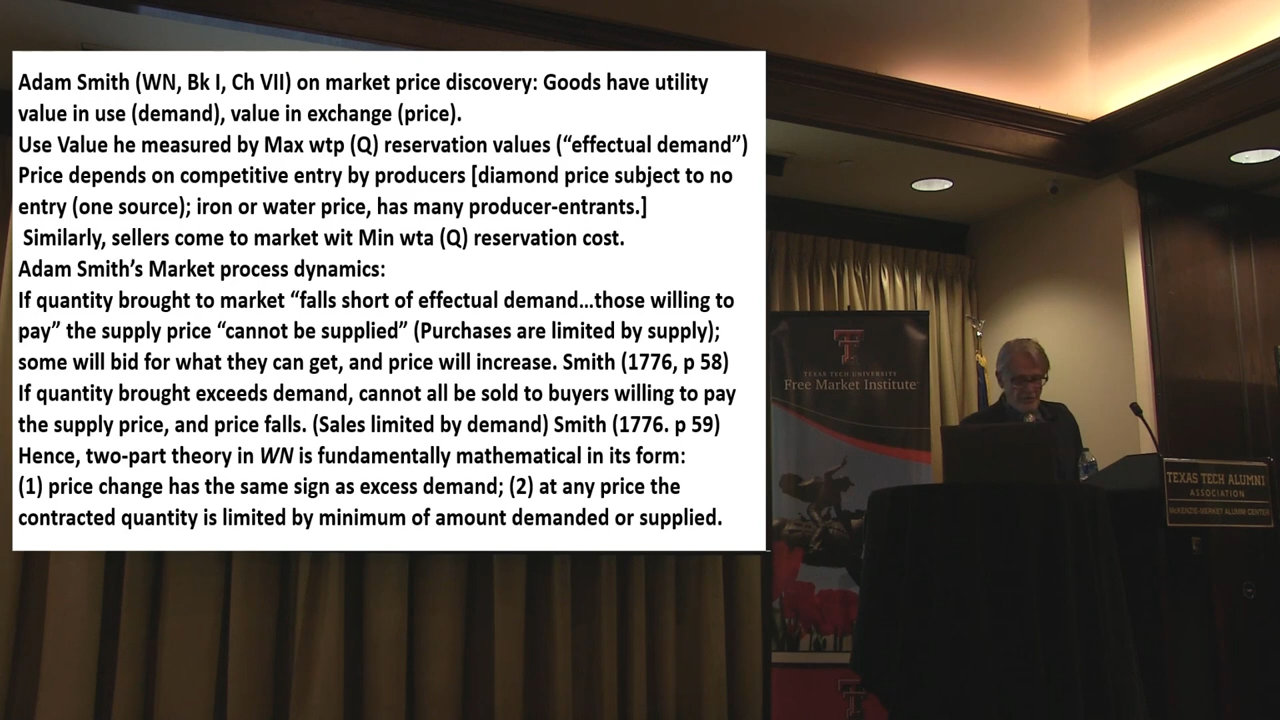 Adam Smith (WN, Bk I, Ch VII) on market price discovery: Goods have utility
value in use (demand), value in exchange (price).
Use Value he measured by Max wtp (Q) reservation values (“effectual demand”)
Price depends on competitive entry by producers [diamond price subject to no
entry (one source); iron or water price, has many producer-entrants.]
Similarly, sellers come to market wit Min wta (Q) reservation cost.
Adam Smith’s Market process dynamics:
If quantity brought to market “falls short of effectual demand…those willing to
pay” the supply price “cannot be supplied” (Purchases are limited by supply);
some will bid for what they can get, and price will increase. Smith (1776, p 58)
If quantity brought exceeds demand, cannot all be sold to buyers willing to pay
the supply price, and price falls. (Sales limited by demand) Smith (1776. p 59)
Hence, two-part theory in WN is fundamentally mathematical in its form:
(1) price change has the same sign as excess demand; (2) at any price the
contracted quantity is limited by minimum of amount demanded or supplied.
TEXAS TECH UNIVERSITY
Free Market Institute
TEXAS TECH ALUMNI
ASSOCIATION
McKENZIE-MERKET ALUMNI CENTER